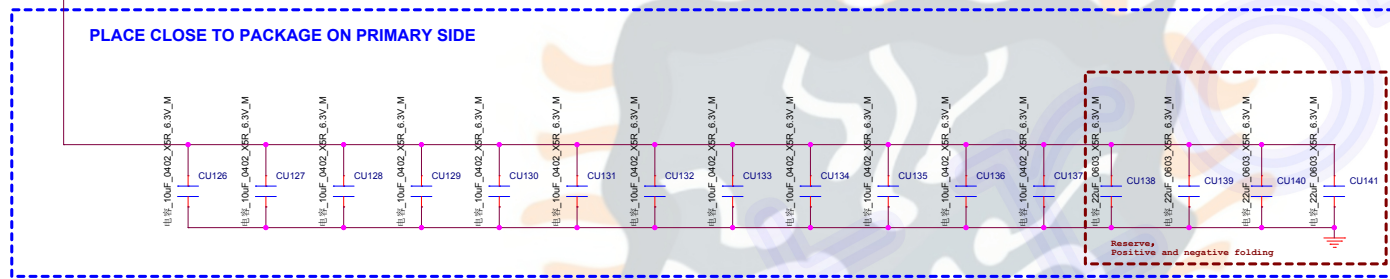 PLACE CLOSE TO PACKAGE ON PRIMARY SIDE
电容_10uF_0402_X5R_6.3V_M
CU126
电容_10uF_0402_X5R_6.3V_M
CU127
电容_10uF_0402_X5R_6.3V_M
CU128
电容_10uF_0402_X5R_6.3V_M
CU129
电容_10uF_0402_X5R_6.3V_M
CU130
电容_10uF_0402_X5R_6.3V_M
CU131
电容_10uF_0402_X5R_6.3V_M
CU132
电容_10uF_0402_X5R_6.3V_M
CU133
电容_10uF_0402_X5R_6.3V_M
CU134
电容_10uF_0402_X5R_6.3V_M
CU135
电容_10uF_0402_X5R_6.3V_M
CU136
电容_10uF_0402_X5R_6.3V_M
CU137
电容_22uF_0603_X5R_6.3V_M
CU138
电容_22uF_0603_X5R_6.3V_M
CU139
电容_22uF_0603_X5R_6.3V_M
CU140
电容_22uF_0603_X5R_6.3V_M
CU141
Reserve,
Positive and negative folding